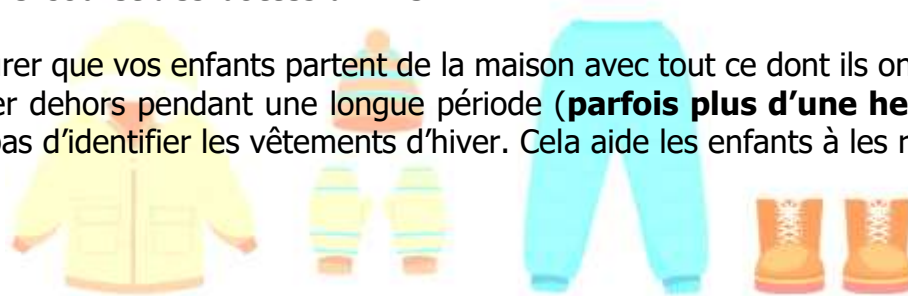 rer que vos enfants partent de la maison avec tout ce dont ils on
er dehors pendant une longue période (parfois plus d'une he
pas d'identifier les vêtements d'hiver. Cela aide les enfants à les r